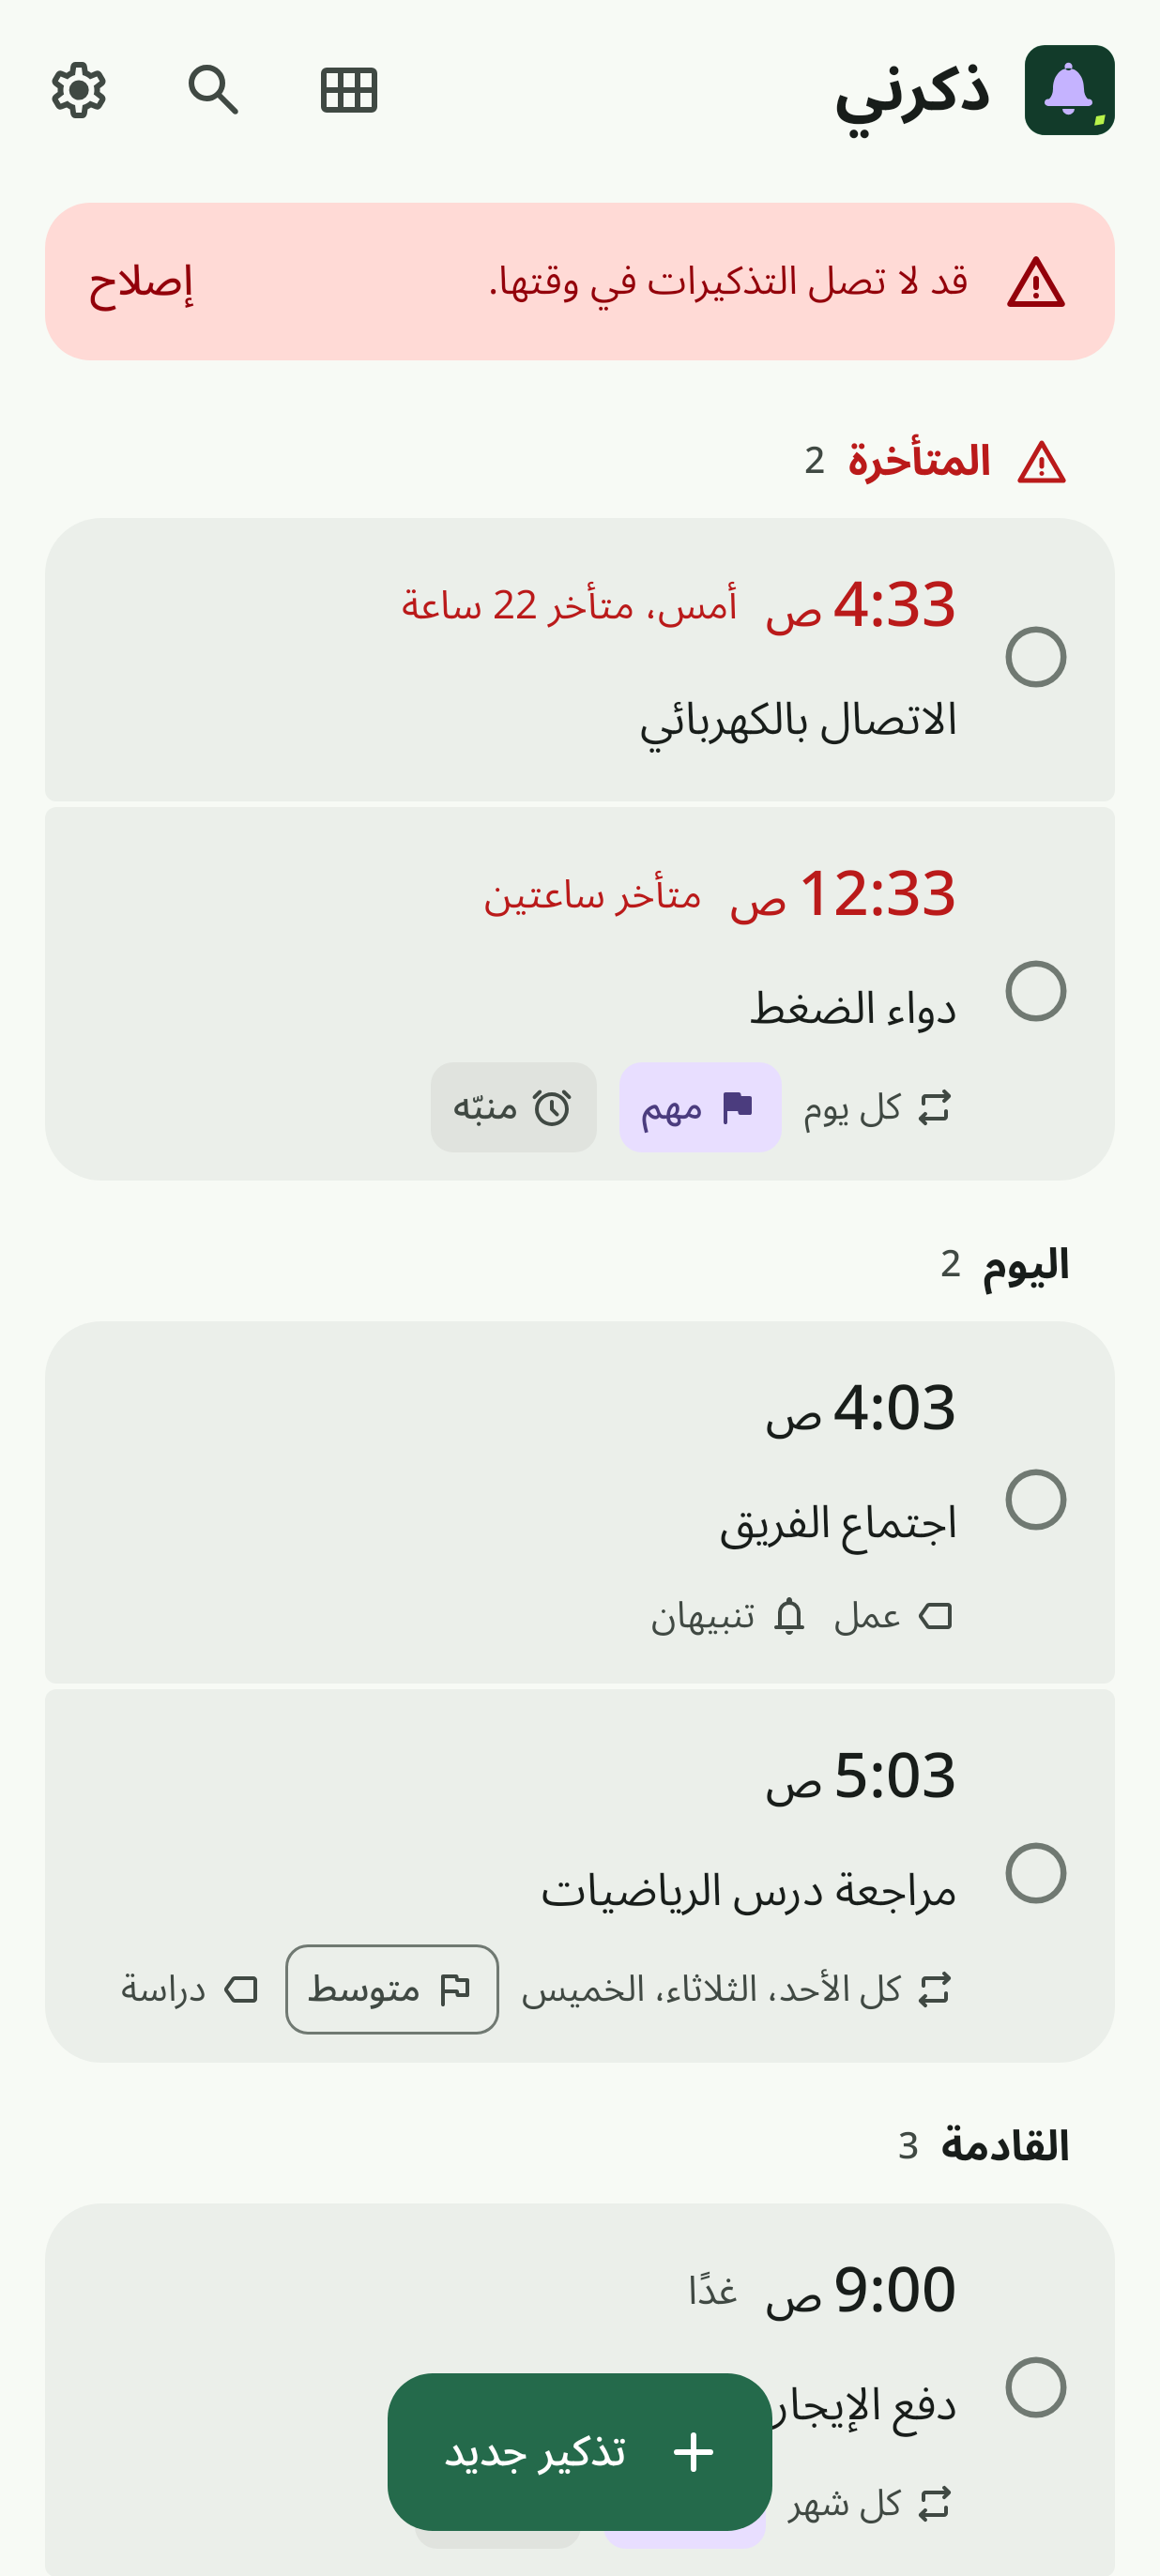 ذكرني
قد لا تصل التذكيرات في وقتها. إصلاح
المتأخرة 2
4:33 ص أمس، متأخر 22 ساعة
الاتصال بالكهربائي
12:33 ص متأخر ساعتين
دواء الضغط
كل يوم مهم منبّه
اليوم 2
4:03 ص
اجتماع الفريق
عمل تنبيهان
5:03 ص
مراجعة درس الرياضيات
كل الأحد، الثلاثاء، الخميس متوسط دراسة
القادمة 3
9:00 ص غدًا
دفع الإيجار
تذكير جديد
كل شهر